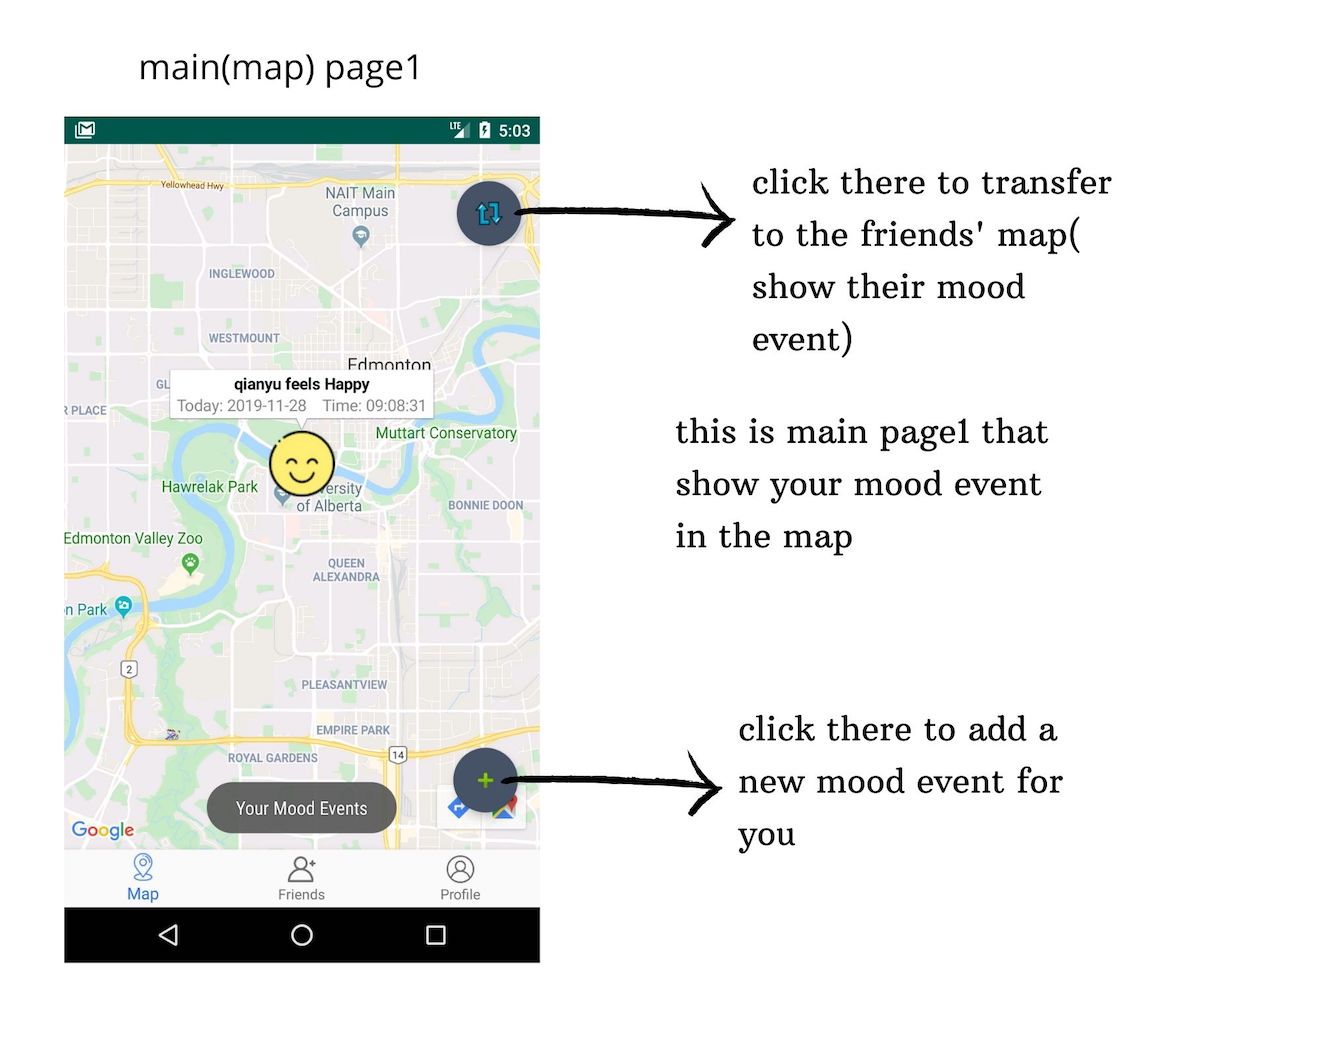 main(map) page1
LTE 5:03
Yellowhead Hwy
NAIT Main
Campus
INGLEWOOD
WESTMOUNT
Edmonton
GL
qianyu feels Happy
Today: 2019-11-28 Time: 09:08:31
R PLACE
Muttart Conservatory
Hawrelak Park
ersity
of Alberta
BONNIE DOON
Edmonton Valley Zoo
QUEEN
ALEXANDRA
n Park
2
PLEASANTVIEW
EMPIRE PARK
14
ROYAL GARDENS
Your Mood Events
Google
Map
Friends
Profile
click there to transfer
to the friends' map(
show their mood
event)
this is main page1 that
show your mood event
in the map
click there to add a
new mood event for
you